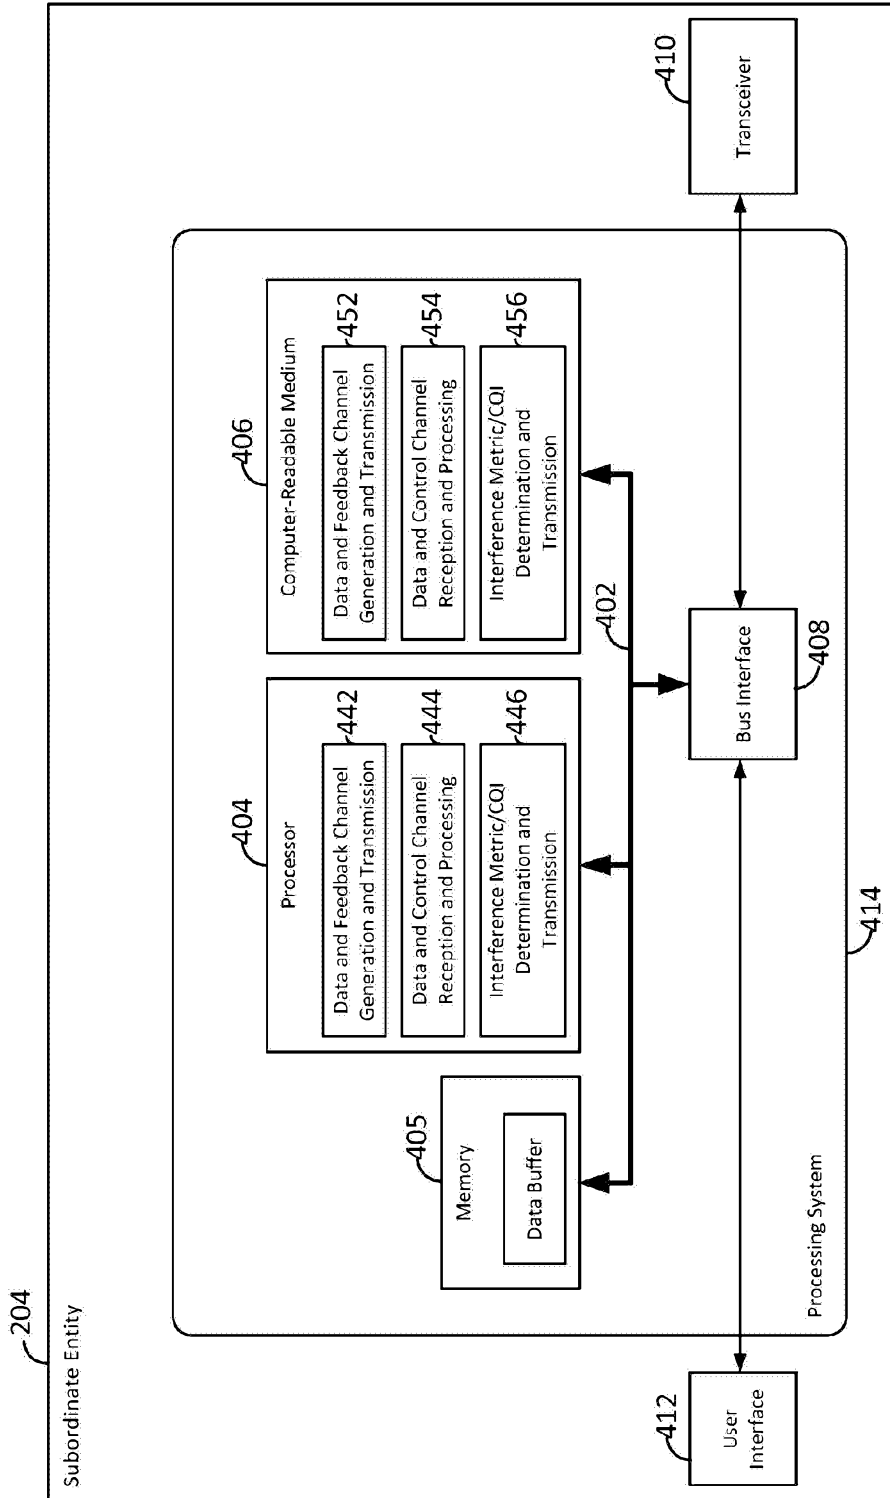 204
Subordinate Entity
405
Memory
Data Buffer
404
Processor
442
Data and Feedback Channel
Generation and Transmission
444
Data and Control Channel
Reception and Processing
446
Interference Metric/CQI
Determination and
Transmission
406
Computer-Readable Medium
452
Data and Feedback Channel
Generation and Transmission
454
Data and Control Channel
Reception and Processing
456
Interference Metric/CQI
Determination and
Transmission
402
412
User
Interface
Processing System
414
Bus Interface
408
410
Transceiver